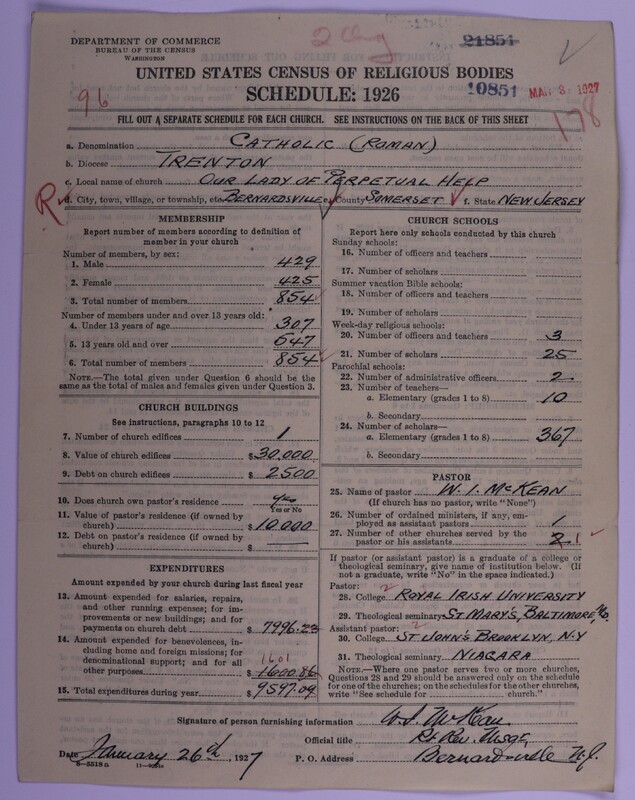 DEPARTMENT OF COMMERCE
BUREAU OF THE CENSUS
WASHINGTON
2 Chg
21851
10851
MAR 3 1927
96
178
UNITED STATES CENSUS OF RELIGIOUS BODIES
SCHEDULE: 1926
FILL OUT A SEPARATE SCHEDULE FOR EACH CHURCH. SEE INSTRUCTIONS ON THE BACK OF THIS SHEET
a. Denomination CATHOLIC (ROMAN)
b. Diocese TRENTON
c. Local name of church OUR LADY OF PERPETUAL HELP
R
d. City, town, village, or township, etc. BERNARDSVILLE e. County SOMERSET f. State NEW JERSEY
MEMBERSHIP
Report number of members according to definition of
member in your church
Number of members, by sex:
1. Male 429
2. Female 425
3. Total number of members 854
Number of members under and over 13 years old:
4. Under 13 years of age 307
5. 13 years old and over 647
6. Total number of members 854
NOTE.—The total given under Question 6 should be
same as the total of males and females given under Question 3.
CHURCH BUILDINGS
See instructions, paragraphs 10 to 12
7. Number of church edifices 1
8. Value of church edifices $30,000
9. Debt on church edifices $2500
10. Does church own pastor's residence? yes
Yes or No
11. Value of pastor's residence (if owned by
church) $10,000
12. Debt on pastor's residence (if owned by
church) $ —
EXPENDITURES
Amount expended by your church during last fiscal year
13. Amount expended for salaries, repairs,
and other running expenses; for im-
provements or new buildings; and for
payments on church debt $7996.23
14. Amount expended for benevolences, in-
cluding home and foreign missions; for
denominational support; and for all
other purposes $1600.86
1601
15. Total expenditures during year $9597.09
CHURCH SCHOOLS
Report here only schools conducted by this church
Sunday schools:
16. Number of officers and teachers
17. Number of scholars
Summer vacation Bible schools:
18. Number of officers and teachers
19. Number of scholars
Week-day religious schools:
20. Number of officers and teachers 3
21. Number of scholars 25
Parochial schools:
22. Number of administrative officers 2
23. Number of teachers—
a. Elementary (grades 1 to 8) 10
b. Secondary
24. Number of scholars—
a. Elementary (grades 1 to 8) 367
b. Secondary
PASTOR
25. Name of pastor W. I. McKEAN
(If church has no pastor, write "None")
26. Number of ordained ministers, if any, em-
ployed as assistant pastors 1
27. Number of other churches served by the
pastor or his assistants 2 1
If pastor (or assistant pastor) is a graduate of a college or
theological seminary, give name of institution below. (If
not a graduate, write "No" in the space indicated.)
Pastor: 2
28. College ROYAL IRISH UNIVERSITY
29. Theological seminary ST MARY'S, BALTIMORE, MD.
Assistant pastor: 2
30. College ST JOHN'S BROOKLYN, N.Y
31. Theological seminary NIAGARA
NOTE.—Where one pastor serves two or more churches,
Questions 28 and 29 should be answered only on the schedule
for one of the churches; on the schedules for the other churches,
write "See schedule for church."
Signature of person furnishing information W. I. McKean
Official title Rt Rev. Msgr.
Date January 26th, 1927 P. O. Address Bernardsville N.J.
8-5518a